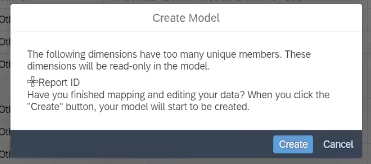 Create Model
The following dimensions have too many unique members. These
dimensions will be read-only in the model.
Report ID
Have you finished mapping and editing your data? When you click the
"Create" button, your model will start to be created.
Create Cancel